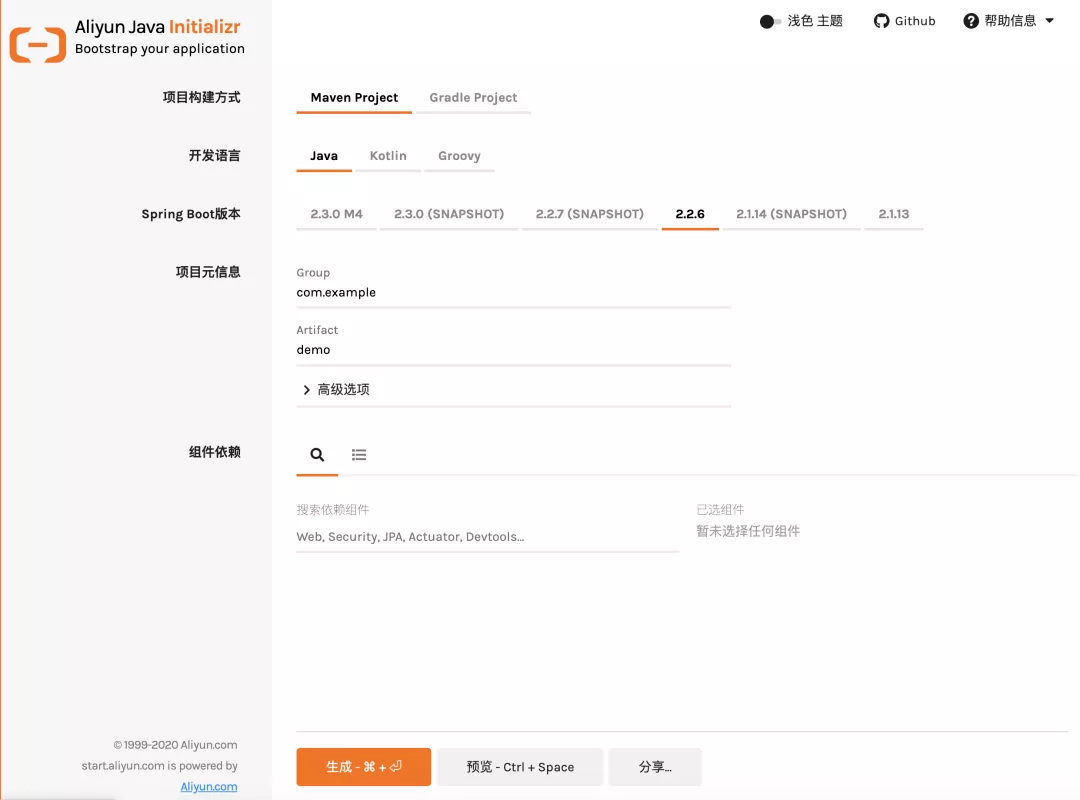 Aliyun Java Initializr
Bootstrap your application
浅色 主题
Github
帮助信息
项目构建方式
Maven Project
Gradle Project
开发语言
Java
Kotlin
Groovy
Spring Boot版本
2.3.0 M4
2.3.0 (SNAPSHOT)
2.2.7 (SNAPSHOT)
2.2.6
2.1.14 (SNAPSHOT)
2.1.13
项目元信息
Group
com.example
Artifact
demo
高级选项
组件依赖
搜索依赖组件
Web, Security, JPA, Actuator, Devtools...
已选组件
暂未选择任何组件
© 1999-2020 Aliyun.com
start.aliyun.com is powered by
Aliyun.com
生成 - ⌘ + ⏎
预览 - Ctrl + Space
分享...